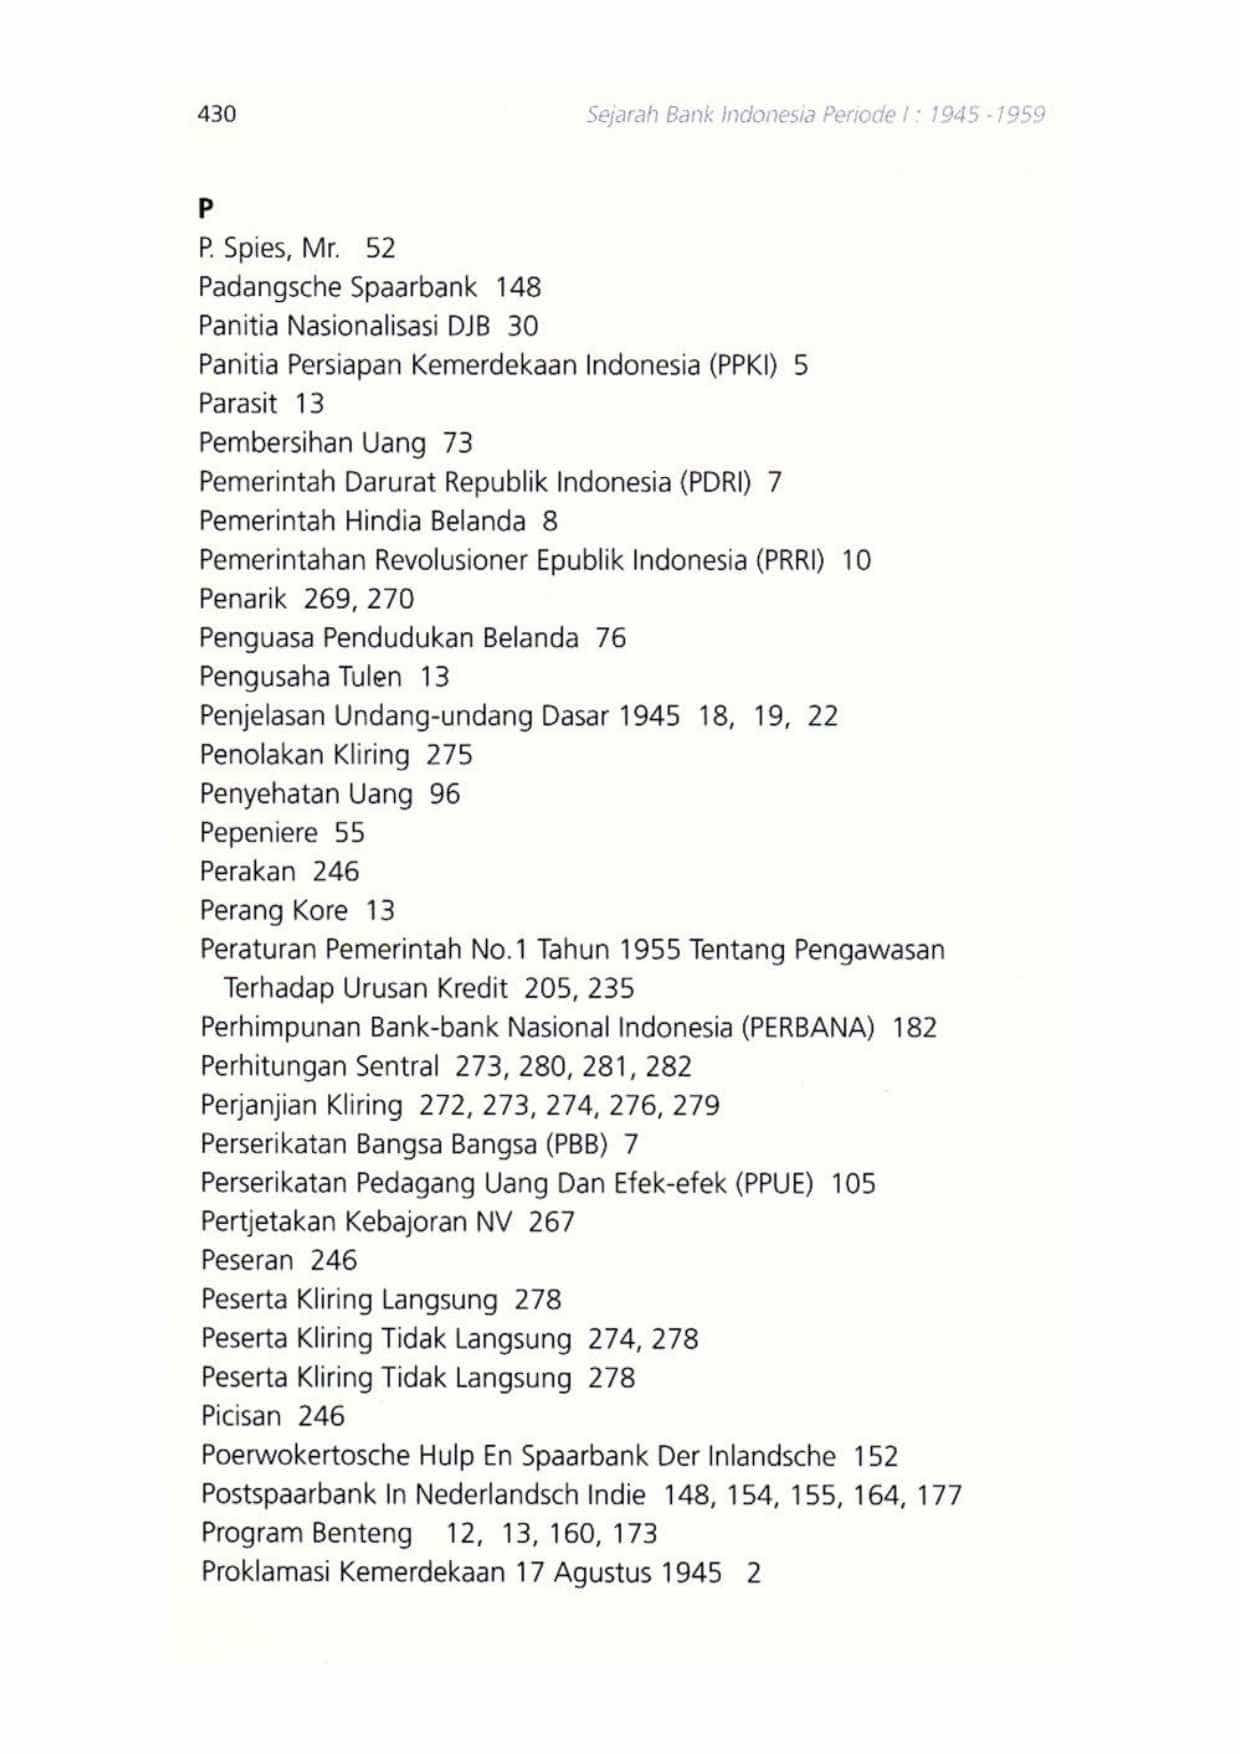 430
Sejarah Bank Indonesia Periode I : 1945 -1959
P
P. Spies, Mr. 52
Padangsche Spaarbank 148
Panitia Nasionalisasi DJB 30
Panitia Persiapan Kemerdekaan Indonesia (PPKI) 5
Parasit 13
Pembersihan Uang 73
Pemerintah Darurat Republik Indonesia (PDRI) 7
Pemerintah Hindia Belanda 8
Pemerintahan Revolusioner Epublik Indonesia (PRRI) 10
Penarik 269, 270
Penguasa Pendudukan Belanda 76
Pengusaha Tulen 13
Penjelasan Undang-undang Dasar 1945 18, 19, 22
Penolakan Kliring 275
Penyehatan Uang 96
Pepeniere 55
Perakan 246
Perang Kore 13
Peraturan Pemerintah No.1 Tahun 1955 Tentang Pengawasan
Terhadap Urusan Kredit 205, 235
Perhimpunan Bank-bank Nasional Indonesia (PERBANA) 182
Perhitungan Sentral 273, 280, 281, 282
Perjanjian Kliring 272, 273, 274, 276, 279
Perserikatan Bangsa Bangsa (PBB) 7
Perserikatan Pedagang Uang Dan Efek-efek (PPUE) 105
Pertjetakan Kebajoran NV 267
Peseran 246
Peserta Kliring Langsung 278
Peserta Kliring Tidak Langsung 274, 278
Peserta Kliring Tidak Langsung 278
Picisan 246
Poerwokertosche Hulp En Spaarbank Der Inlandsche 152
Postspaarbank In Nederlandsch Indie 148, 154, 155, 164, 177
Program Benteng 12, 13, 160, 173
Proklamasi Kemerdekaan 17 Agustus 1945 2